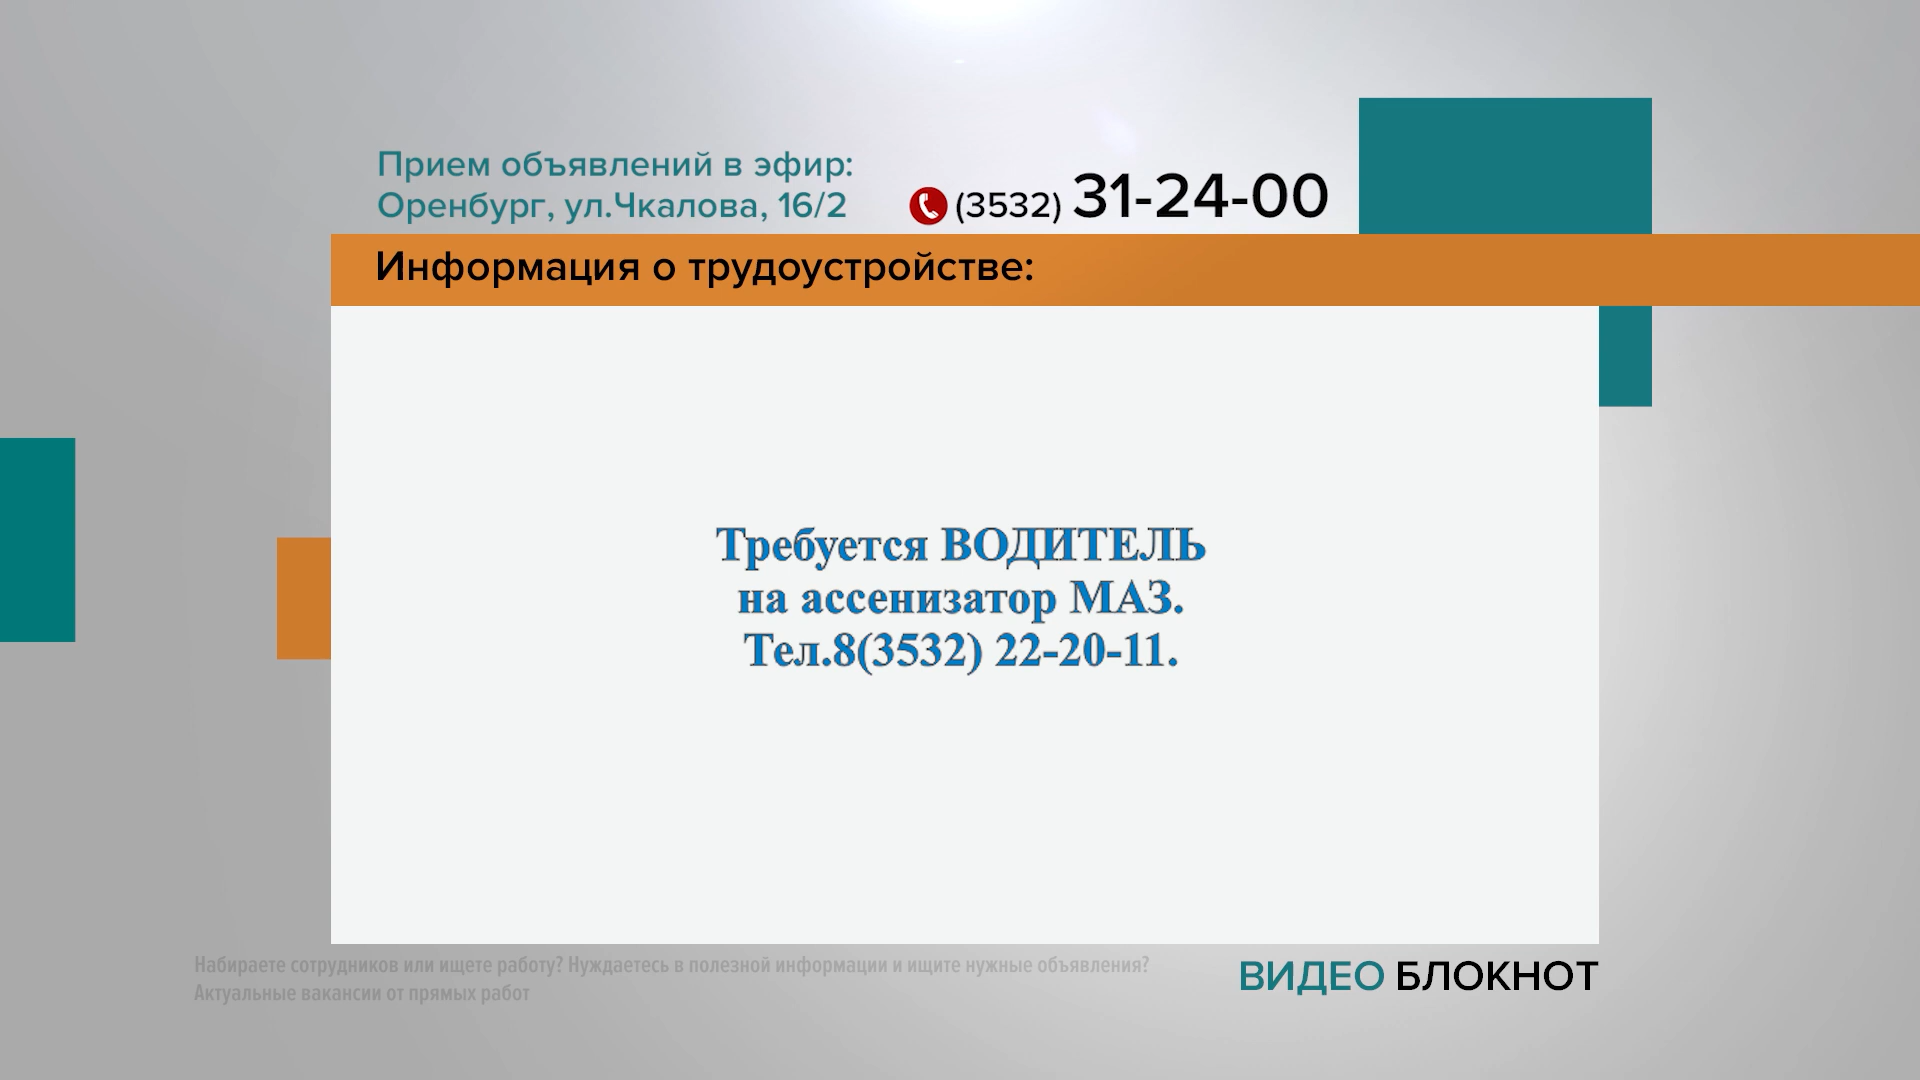 Прием объявлений в эфир:
Оренбург, ул.Чкалова, 16/2
(3532) 31-24-00
Информация о трудоустройстве:
Требуется ВОДИТЕЛЬ
на ассенизатор МАЗ.
Тел.8(3532) 22-20-11.
Набираете сотрудников или ищете работу? Нуждаетесь в полезной информации и ищите нужные объявления?
Актуальные вакансии от прямых работ
ВИДЕО БЛОКНОТ